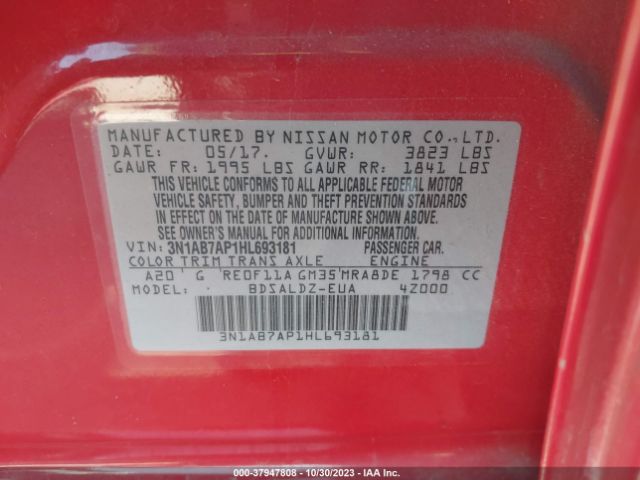 MANUFACTURED BY NISSAN MOTOR CO., LTD.
DATE: 05/17. GVWR: 3823 LBS
GAWR FR: 1995 LBS GAWR RR: 1841 LBS
THIS VEHICLE CONFORMS TO ALL APPLICABLE FEDERAL MOTOR
VEHICLE SAFETY, BUMPER AND THEFT PREVENTION STANDARDS
IN EFFECT ON THE DATE OF MANUFACTURE SHOWN ABOVE.
SEE OWNER'S MANUAL FOR ADDITIONAL INFORMATION.
VIN: 3N1AB7AP1HL693181 PASSENGER CAR.
COLOR TRIM TRANS AXLE ENGINE
A20 G RE0F11A GM35 MRA8DE 1798 CC
MODEL: BDSALDZ-EUA 4Z000
3N1AB7AP1HL693181
000-37947808 - 10/30/2023 - IAA Inc.